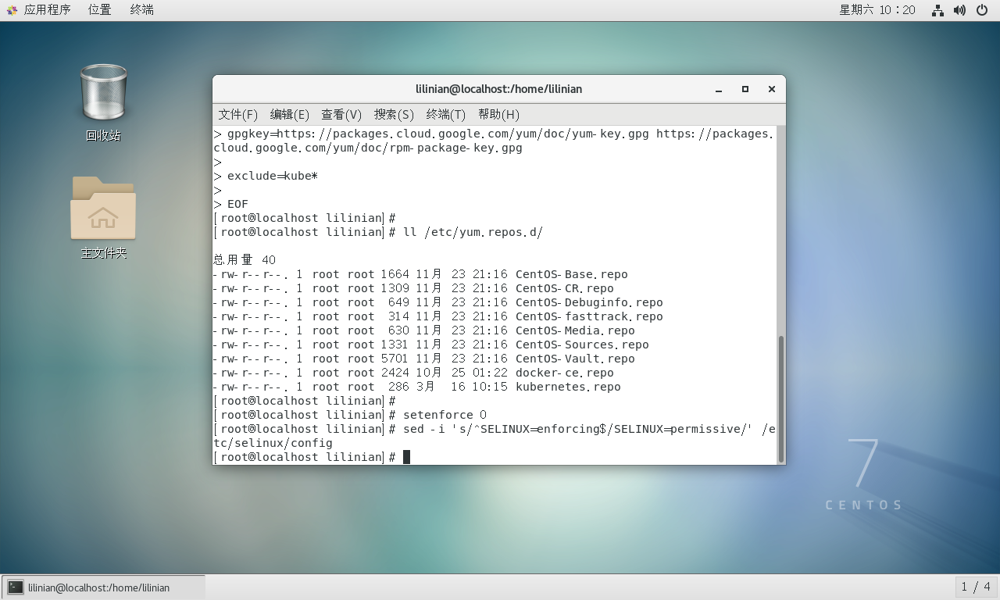 应用程序 位置 终端 星期六 10：20
回收站
主文件夹
lilinian@localhost:/home/lilinian
文件(F) 编辑(E) 查看(V) 搜索(S) 终端(T) 帮助(H)
> gpgkey=https://packages.cloud.google.com/yum/doc/yum-key.gpg https://packages.
cloud.google.com/yum/doc/rpm-package-key.gpg
>
> exclude=kube*
>
> EOF
[root@localhost lilinian]#
[root@localhost lilinian]# ll /etc/yum.repos.d/
总用量 40
-rw-r--r--. 1 root root 1664 11月 23 21:16 CentOS-Base.repo
-rw-r--r--. 1 root root 1309 11月 23 21:16 CentOS-CR.repo
-rw-r--r--. 1 root root 649 11月 23 21:16 CentOS-Debuginfo.repo
-rw-r--r--. 1 root root 314 11月 23 21:16 CentOS-fasttrack.repo
-rw-r--r--. 1 root root 630 11月 23 21:16 CentOS-Media.repo
-rw-r--r--. 1 root root 1331 11月 23 21:16 CentOS-Sources.repo
-rw-r--r--. 1 root root 5701 11月 23 21:16 CentOS-Vault.repo
-rw-r--r--. 1 root root 2424 10月 25 01:22 docker-ce.repo
-rw-r--r--. 1 root root 286 3月 16 10:15 kubernetes.repo
[root@localhost lilinian]#
[root@localhost lilinian]# setenforce 0
[root@localhost lilinian]# sed -i 's/^SELINUX=enforcing$/SELINUX=permissive/' /e
tc/selinux/config
[root@localhost lilinian]#
7
CENTOS
lilinian@localhost:/home/lilinian 1 / 4